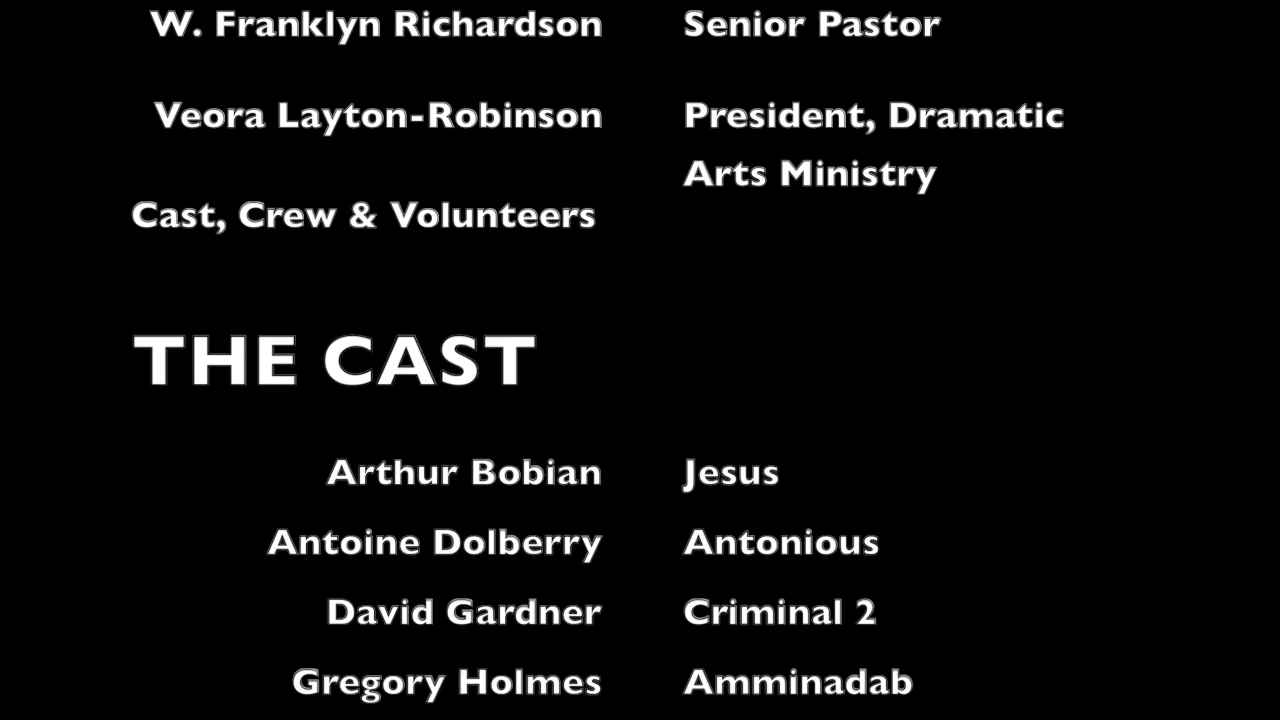 W. Franklyn Richardson Senior Pastor
Veora Layton-Robinson President, Dramatic
Arts Ministry
Cast, Crew & Volunteers
THE CAST
Arthur Bobian Jesus
Antoine Dolberry Antonious
David Gardner Criminal 2
Gregory Holmes Amminadab